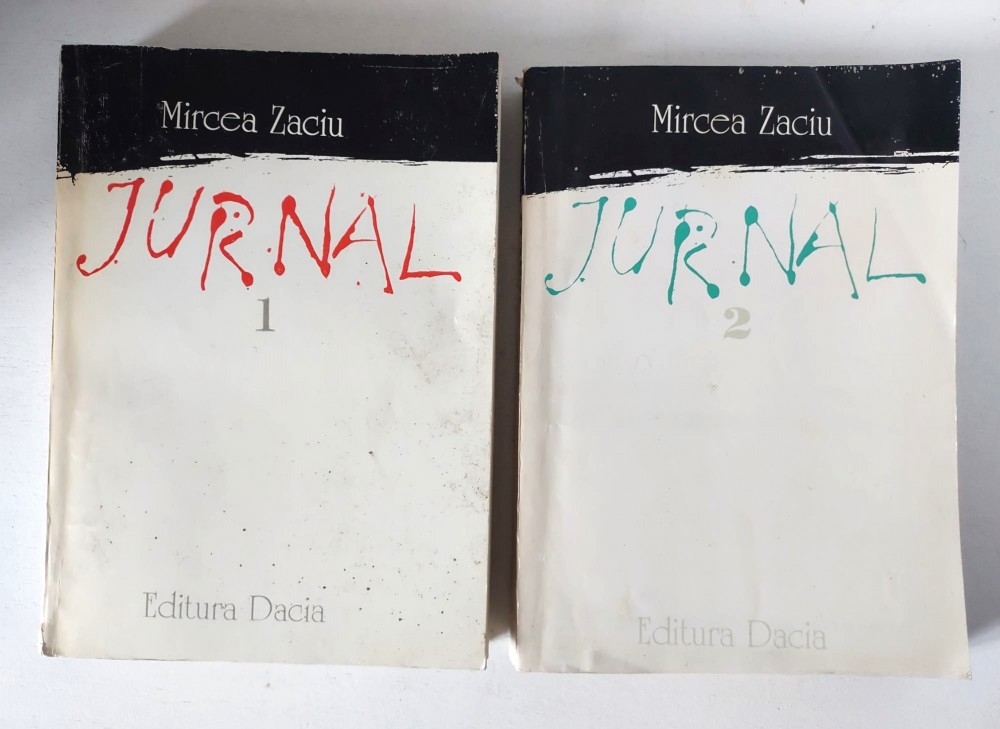 Mircea Zaciu
JURNAL
1
Editura Dacia
Mircea Zaciu
JURNAL
2
Editura Dacia